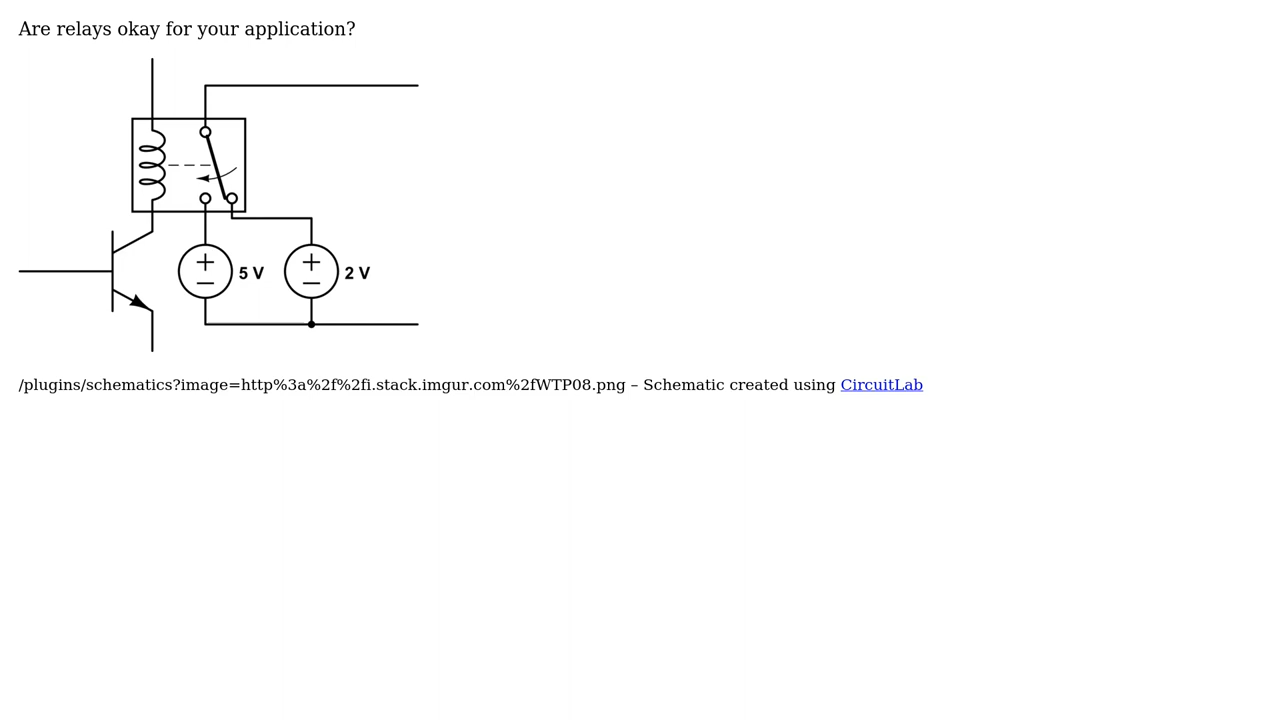 Are relays okay for your application?
5 V
2 V
/plugins/schematics?image=http%3a%2f%2fi.stack.imgur.com%2fWTP08.png – Schematic created using CircuitLab